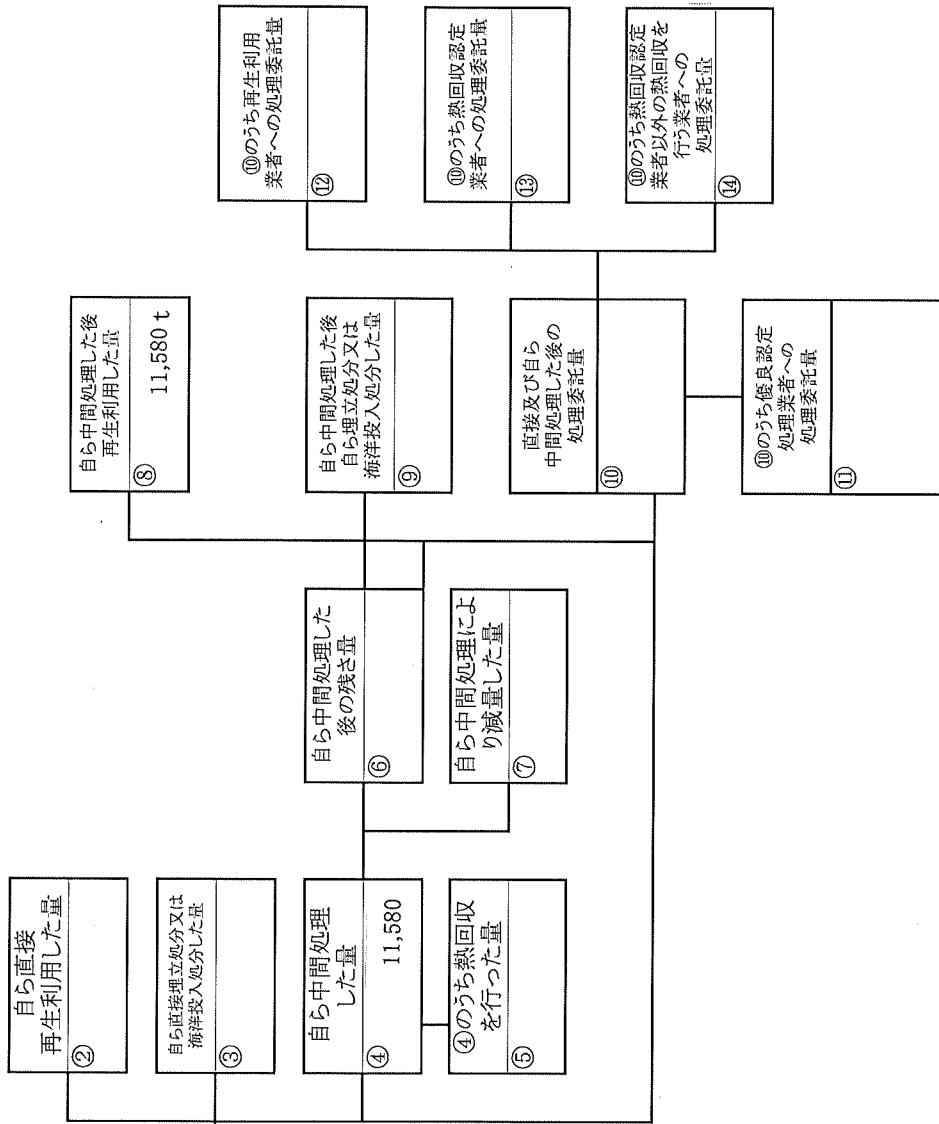 自ら直接
再生利用した量
②
自ら直接埋立処分又は
海洋投入処分した量
③
自ら中間処理
した量
④
11,580
④のうち熱回収
を行った量
⑤
自ら中間処理した
後の残さ量
⑥
自ら中間処理によ
り減量した量
⑦
自ら中間処理した後
再生利用した量
⑧
11,580 t
自ら中間処理した後
自ら埋立処分又は
海洋投入処分した量
⑨
直接及び自ら
中間処理した後の
処理委託量
⑩
⑩のうち優良認定
処理業者への
処理委託量
⑪
⑩のうち再生利用
業者への処理委託量
⑫
⑩のうち熱回収認定
業者への処理委託量
⑬
⑩のうち熱回収認定
業者以外の熱回収を
行う業者への
処理委託量
⑭